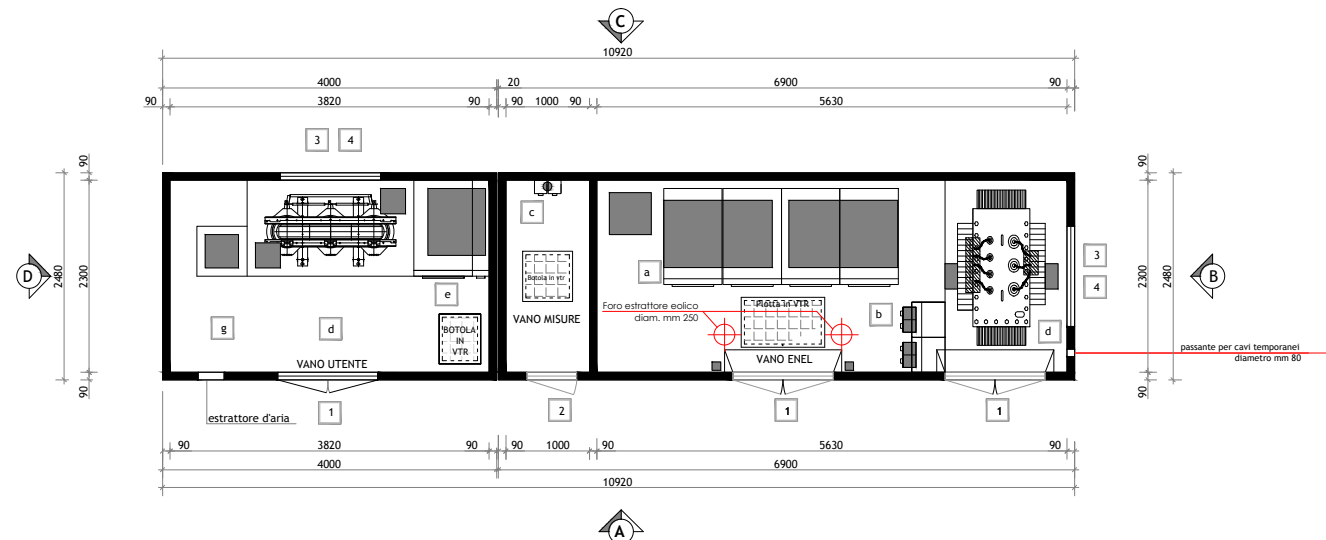 C
10920
4000
20
6900
90
90
3820
90
90
1000
90
5630
90
3
4
90
2480
2300
90
D
c
a
e
g
d
VANO UTENTE
BOTOLA
IN
VTR
Botola in vtr
VANO MISURE
Foro estrattore eolico
diam. mm 250
Plotta in VTR
b
VANO ENEL
d
3
4
90
2300
2480
90
B
passante per cavi temporanei
diametro mm 80
estrattore d'aria
1
2
1
1
90
3820
90
90
1000
90
5630
90
4000
6900
10920
A